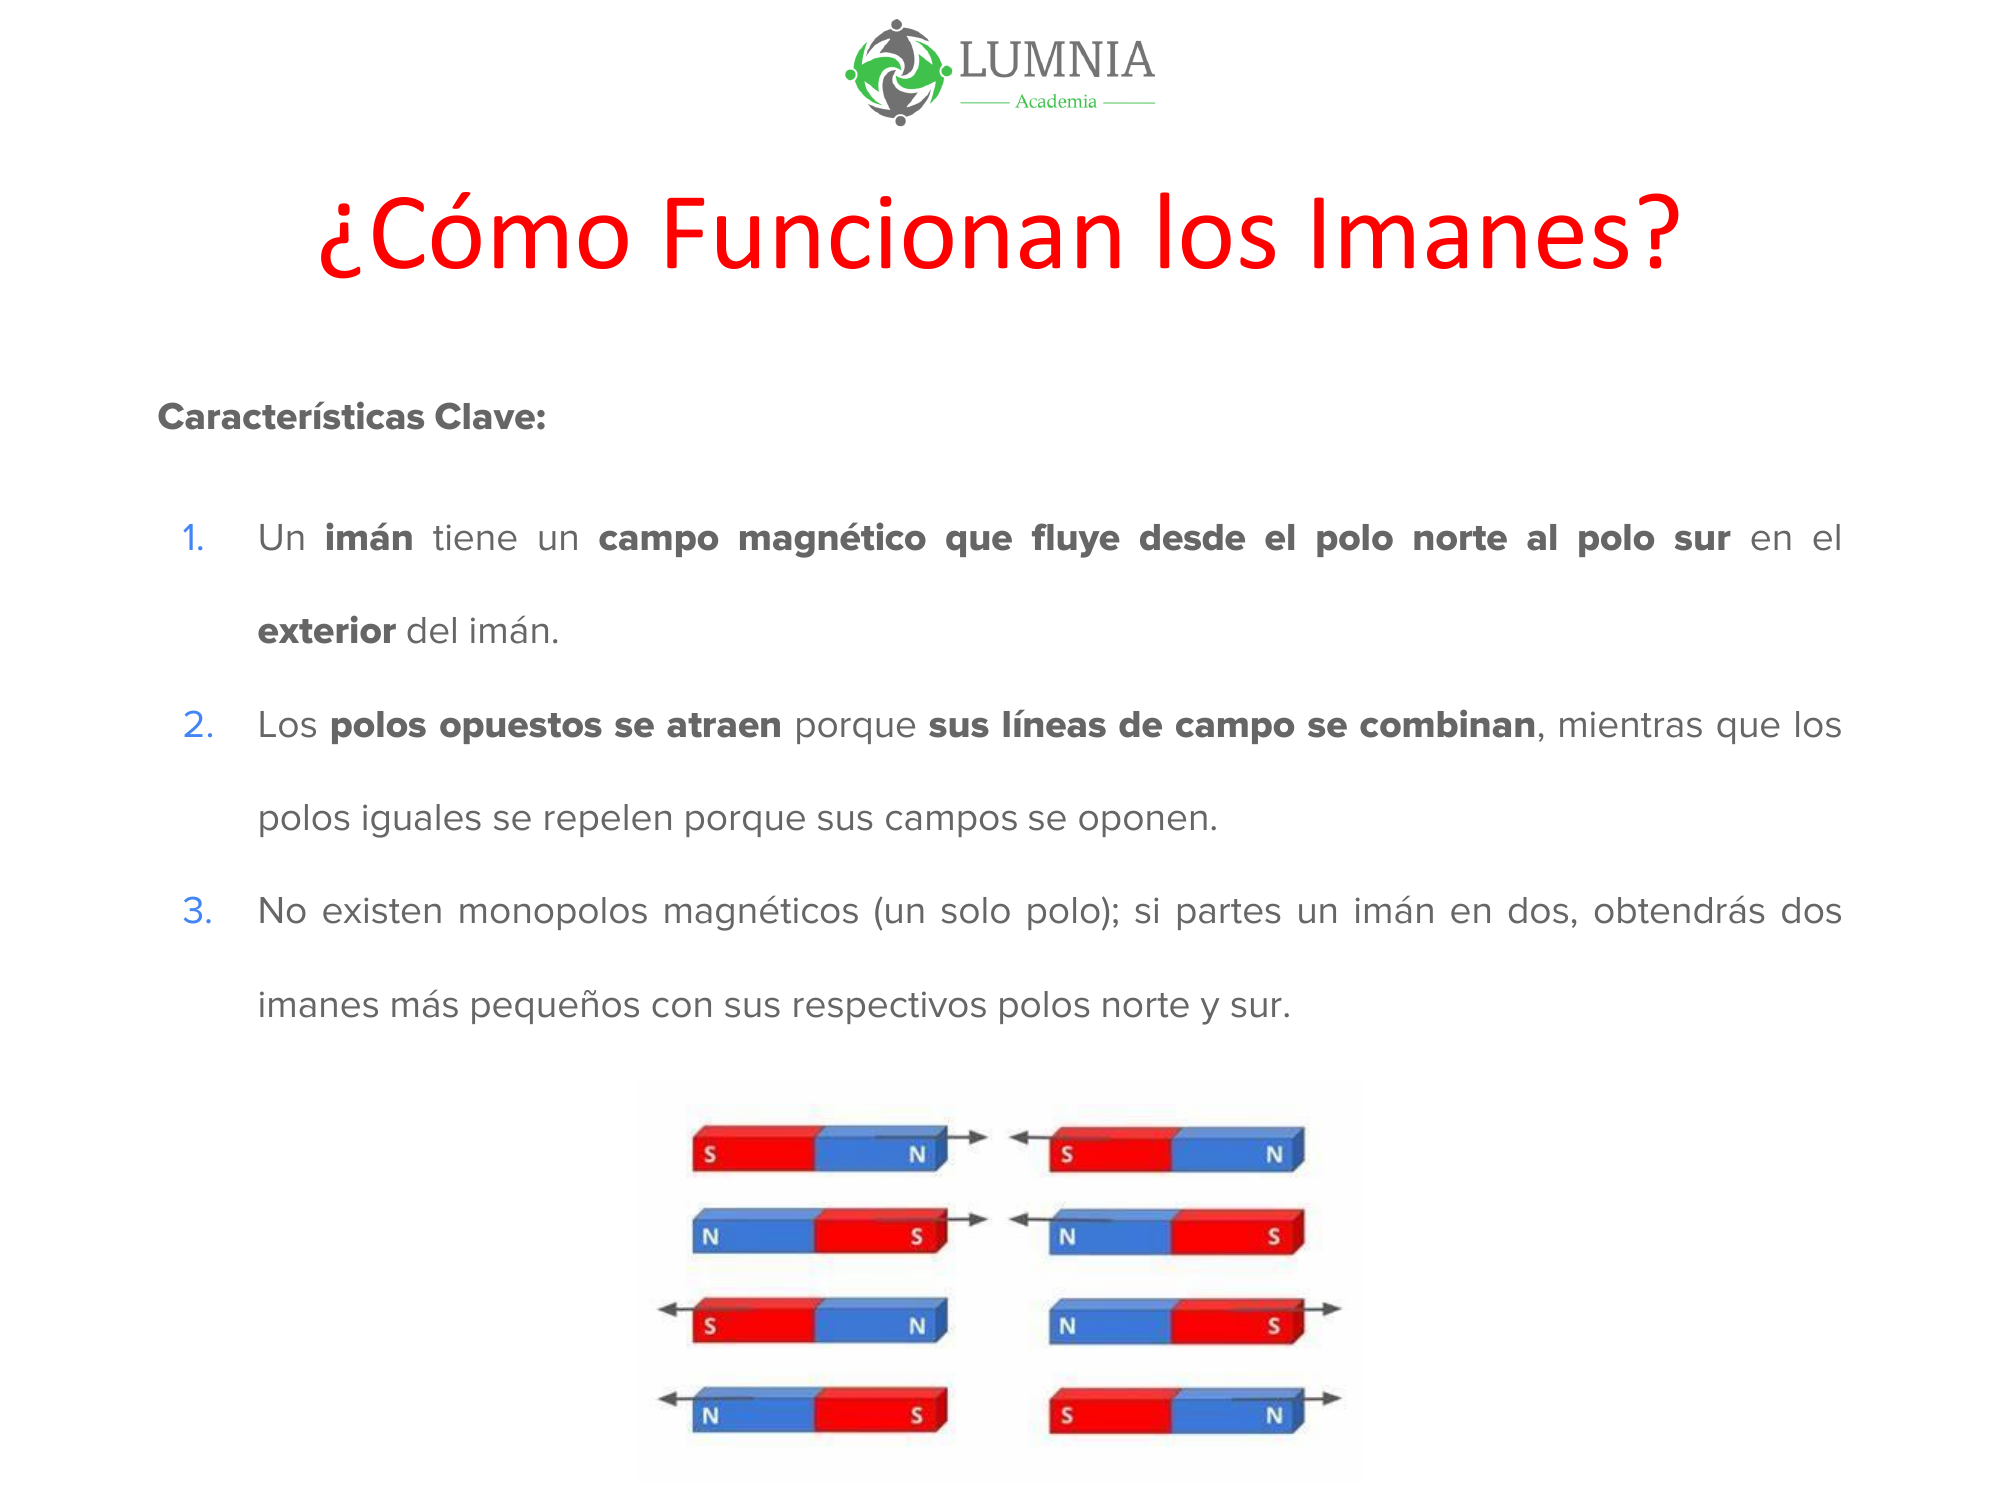 LUMNIA
Academia
¿Cómo Funcionan los Imanes?
Características Clave:
1. Un imán tiene un campo magnético que fluye desde el polo norte al polo sur en el
exterior del imán.
2. Los polos opuestos se atraen porque sus líneas de campo se combinan, mientras que los
polos iguales se repelen porque sus campos se oponen.
3. No existen monopolos magnéticos (un solo polo); si partes un imán en dos, obtendrás dos
imanes más pequeños con sus respectivos polos norte y sur.
S N S N
N S N S
S N N S
N S S N